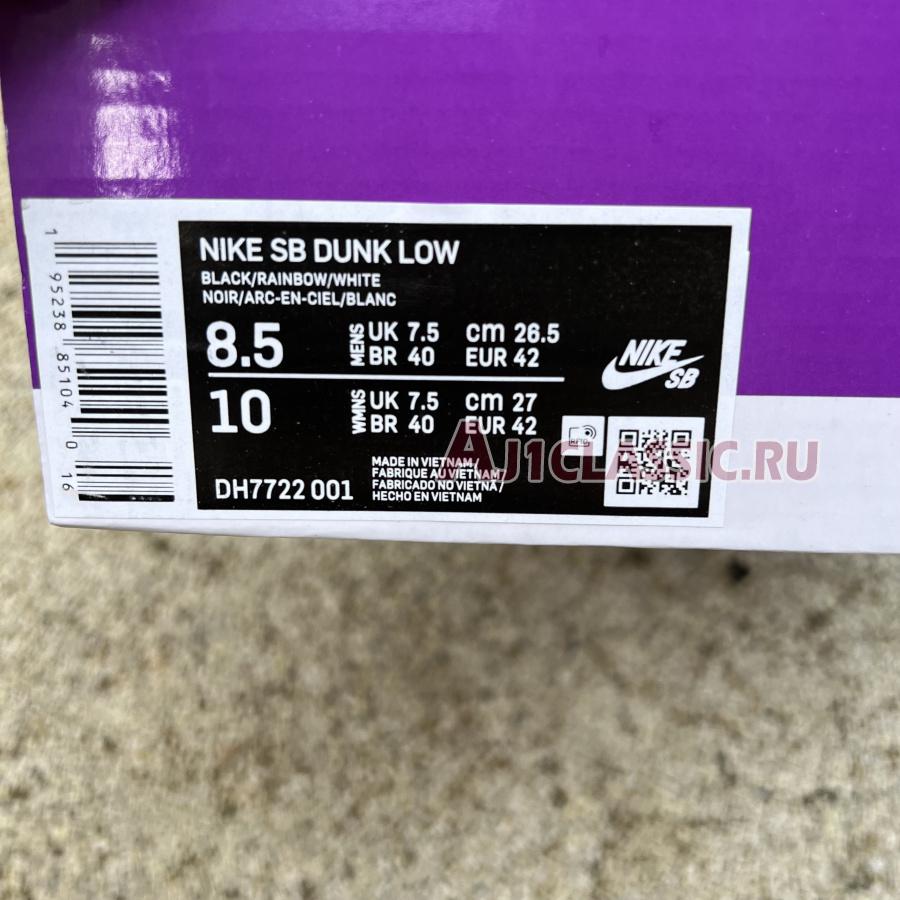 NIKE SB DUNK LOW
BLACK/RAINBOW/WHITE
NOIR/ARC-EN-CIEL/BLANC
8.5 MENS UK 7.5 cm 26.5
BR 40 EUR 42
10 WMNS UK 7.5 cm 27
BR 40 EUR 42
NIKE
SB
DH7722 001
MADE IN VIETNAM/
FABRIQUE AU VIETNAM/
FABRICADO NO VIETNÃ/
HECHO EN VIETNAM
RFID
1 95238 85104 0 16
AJ1CLASSIC.RU